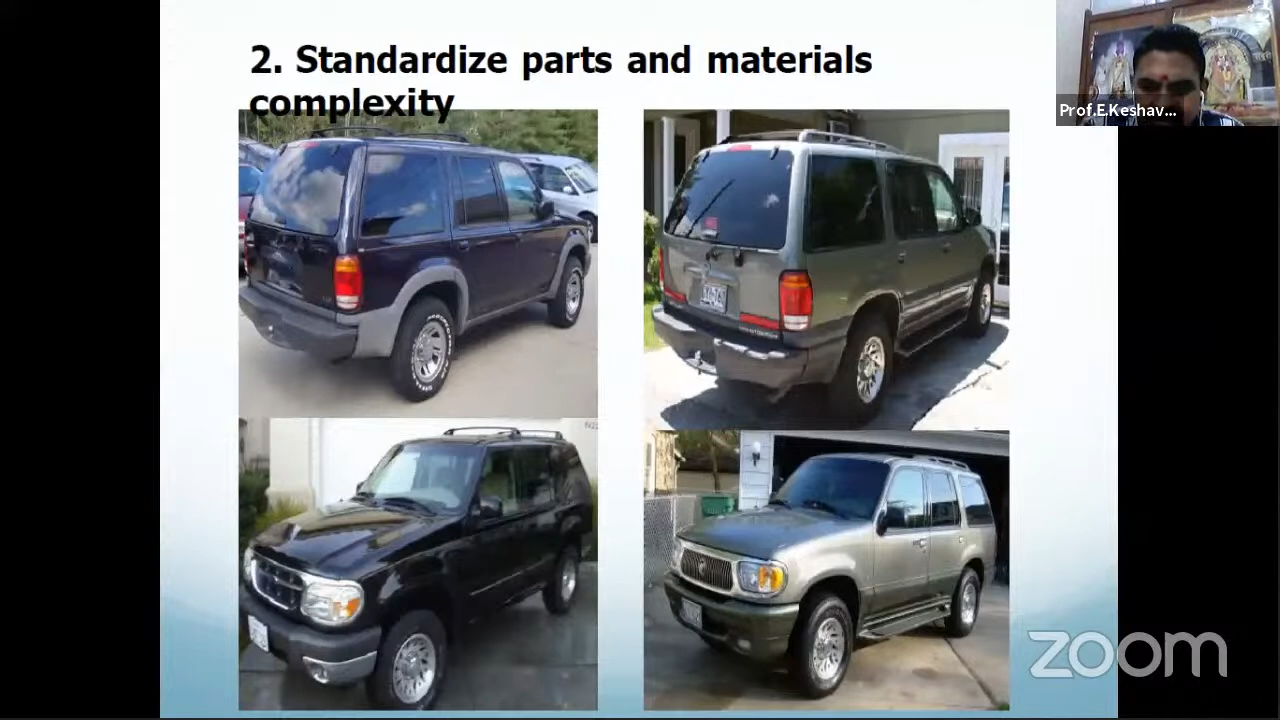 2. Standardize parts and materials
complexity
Prof.E.Keshav...
zoom